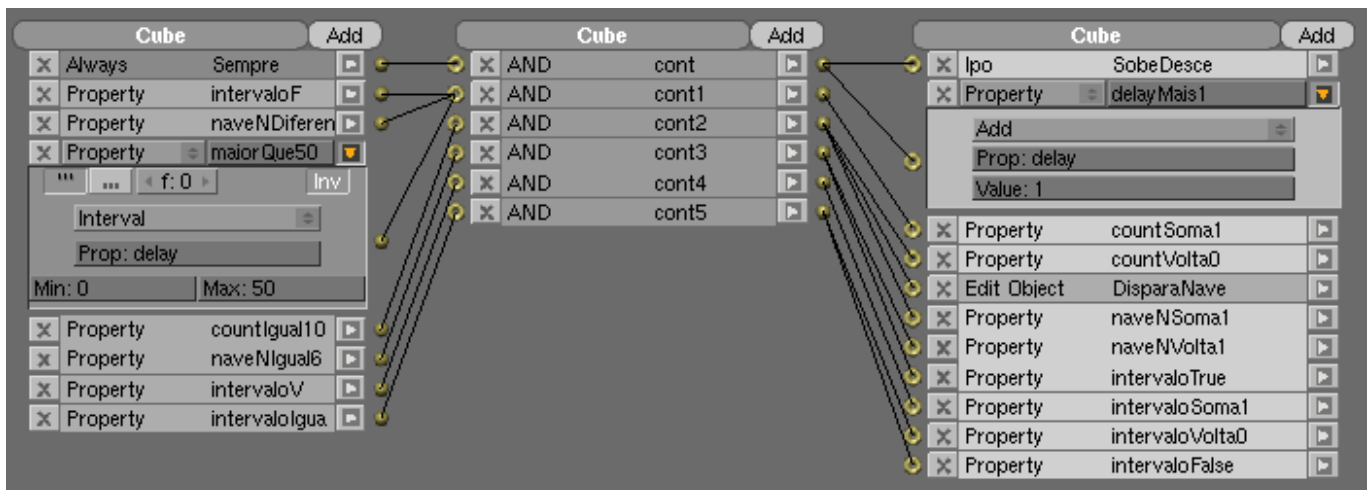 Cube Add
X Always Sempre
X Property intervaloF
X Property naveNDiferen
X Property maiorQue50
f: 0 Inv
Interval
Prop: delay
Min: 0 Max: 50
X Property countIgual10
X Property naveNIgual6
X Property intervaloV
X Property intervaloIgua
Cube Add
X AND cont
X AND cont1
X AND cont2
X AND cont3
X AND cont4
X AND cont5
Cube Add
X Ipo SobeDesce
X Property delayMais1
Add
Prop: delay
Value: 1
X Property countSoma1
X Property countVolta0
X Edit Object DisparaNave
X Property naveNSoma1
X Property naveNVolta1
X Property intervaloTrue
X Property intervaloSoma1
X Property intervaloVolta0
X Property intervaloFalse